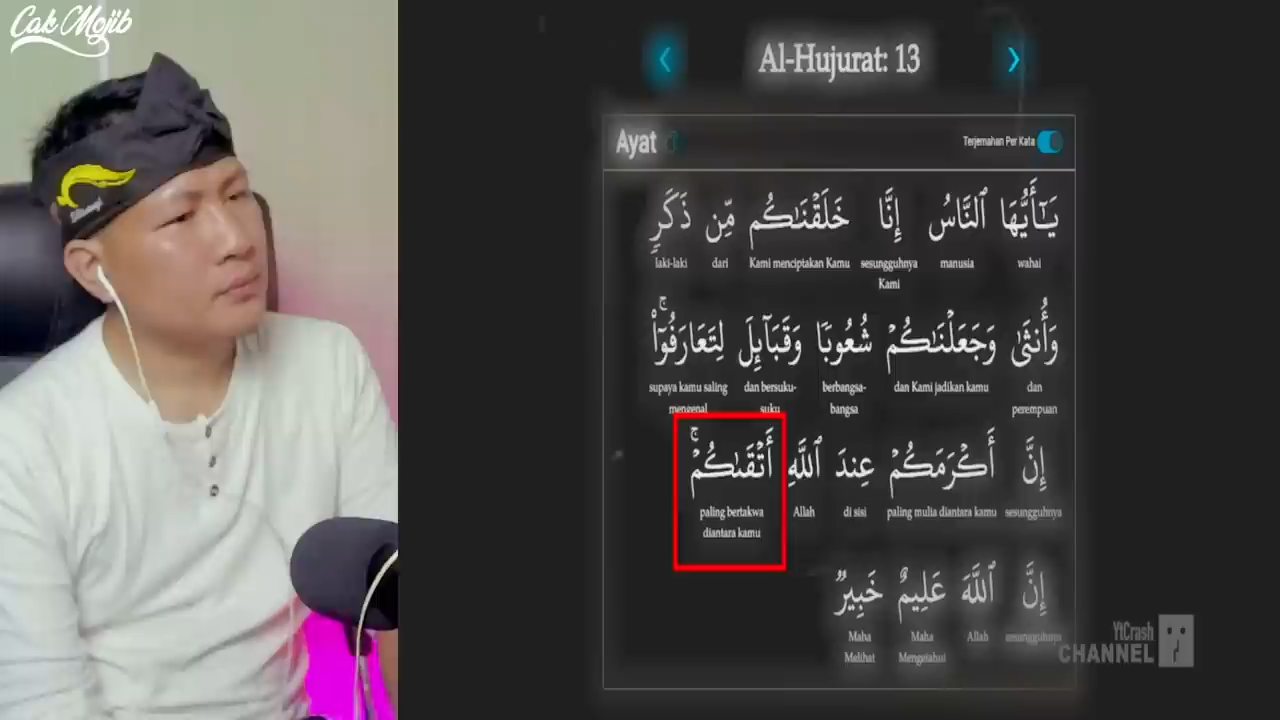 Cak Mojib
Al-Hujurat: 13
Ayat
Terjemahan Per Kata
يَـٰٓأَيُّهَا ٱلنَّاسُ إِنَّا خَلَقْنَـٰكُم مِّن ذَكَرٍ
wahai manusia sesungguhnya Kami Kami menciptakan Kamu dari laki-laki
وَأُنثَىٰ وَجَعَلْنَـٰكُمْ شُعُوبًا وَقَبَآئِلَ لِتَعَارَفُوٓا۟ ۚ
dan perempuan dan Kami jadikan kamu berbangsa-bangsa dan bersuku-suku supaya kamu saling mengenal
إِنَّ أَكْرَمَكُمْ عِندَ ٱللَّهِ أَتْقَىٰكُمْ ۚ
sesungguhnya paling mulia diantara kamu di sisi Allah paling bertakwa diantara kamu
إِنَّ ٱللَّهَ عَلِيمٌ خَبِيرٌ
sesungguhnya Allah Maha Mengetahui Maha Melihat
YtCrash
CHANNEL